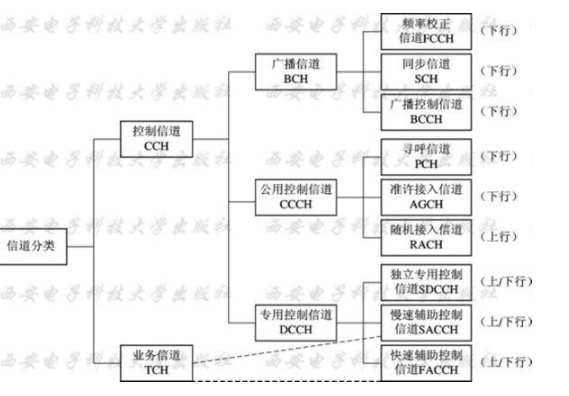 西安电子科技大学出版社
频率校正
信道FCCH
(下行)
广播信道
BCH
同步信道
SCH
(下行)
广播控制信道
BCCH
(下行)
控制信道
CCH
寻呼信道
PCH
(下行)
公用控制信道
CCCH
准许接入信道
AGCH
(下行)
随机接入信道
RACH
(上行)
信道分类
独立专用控制
信道SDCCH
(上/下行)
专用控制信道
DCCH
慢速辅助控制
信道SACCH
(上/下行)
业务信道
TCH
快速辅助控制
信道FACCH
(上/下行)